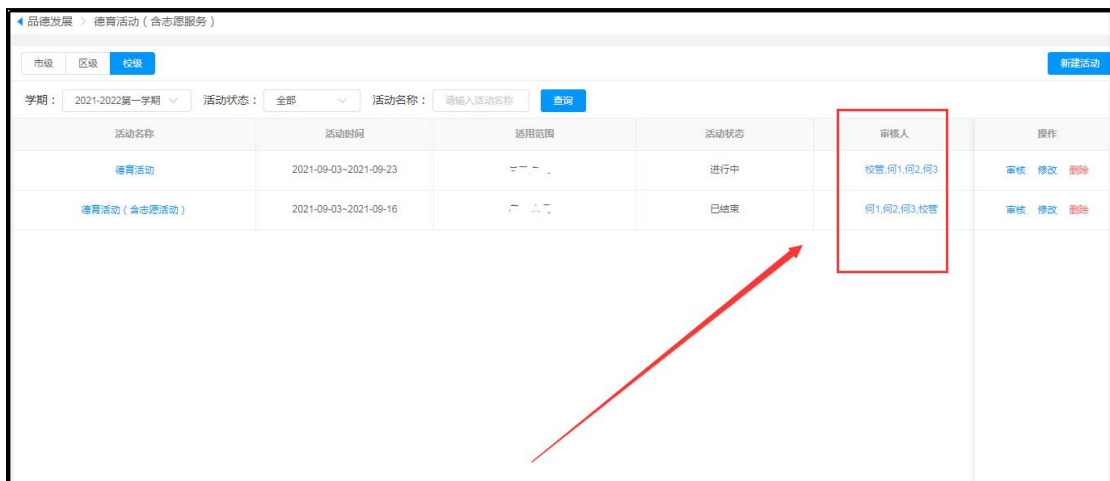 品德发展 > 德育活动（含志愿服务）
市级 区级 校级 新建活动
学期： 2021-2022第一学期 活动状态： 全部 活动名称： 请输入活动名称 查询
活动名称 活动时间 适用范围 活动状态 审核人 操作
德育活动 2021-09-03~2021-09-23 进行中 校管,何1,何2,何3 审核 修改 删除
德育活动（含志愿活动） 2021-09-03~2021-09-16 已结束 何1,何2,何3,校管 审核 修改 删除